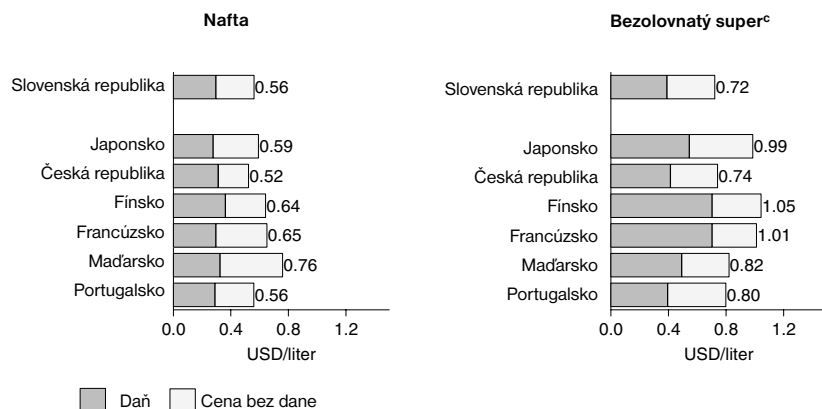 Nafta
Slovenská republika 0.56
Japonsko 0.59
Česká republika 0.52
Fínsko 0.64
Francúzsko 0.65
Maďarsko 0.76
Portugalsko 0.56
0.0 0.4 0.8 1.2
USD/liter
Bezolovnatý superᶜ
Slovenská republika 0.72
Japonsko 0.99
Česká republika 0.74
Fínsko 1.05
Francúzsko 1.01
Maďarsko 0.82
Portugalsko 0.80
0.0 0.4 0.8 1.2
USD/liter
Daň Cena bez dane